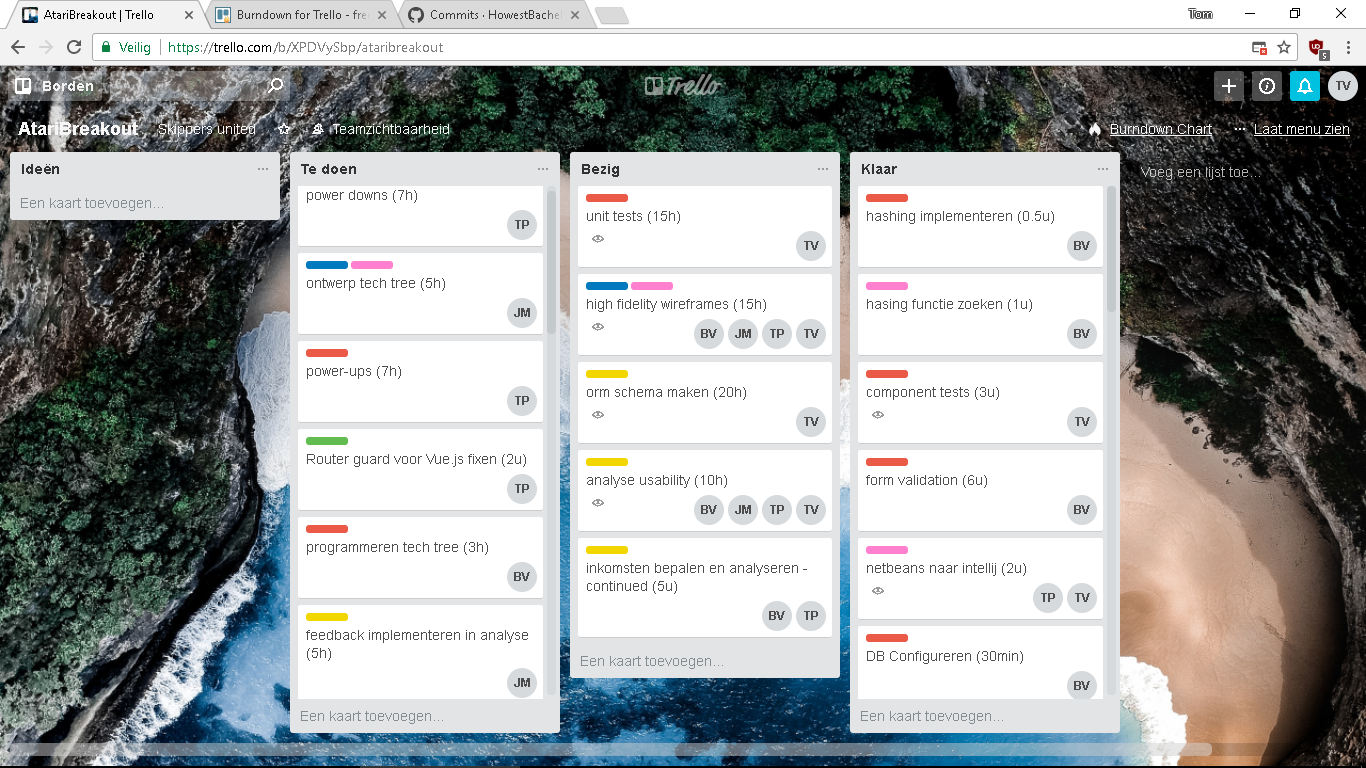 AtariBreakout | Trello
Burndown for Trello - fre
Commits · HowestBache
Tom
Veilig
https://trello.com/b/XPDVySbp/ataribreakout
5
Borden
Trello
TV
AtariBreakout
Skippers united
Teamzichtbaarheid
Burndown Chart
... Laat menu zien
Ideën
...
Een kaart toevoegen...
Te doen
...
power downs (7h)
TP
ontwerp tech tree (5h)
JM
power-ups (7h)
TP
Router guard voor Vue.js fixen (2u)
TP
programmeren tech tree (3h)
BV
feedback implementeren in analyse
(5h)
JM
Een kaart toevoegen...
Bezig
...
unit tests (15h)
TV
high fidelity wireframes (15h)
BV JM TP TV
orm schema maken (20h)
TV
analyse usability (10h)
BV JM TP TV
inkomsten bepalen en analyseren -
continued (5u)
BV TP
Een kaart toevoegen...
Klaar
...
hashing implementeren (0.5u)
BV
hasing functie zoeken (1u)
BV
component tests (3u)
TV
form validation (6u)
BV
netbeans naar intellij (2u)
TP TV
DB Configureren (30min)
BV
Een kaart toevoegen...
Voeg een lijst toe...